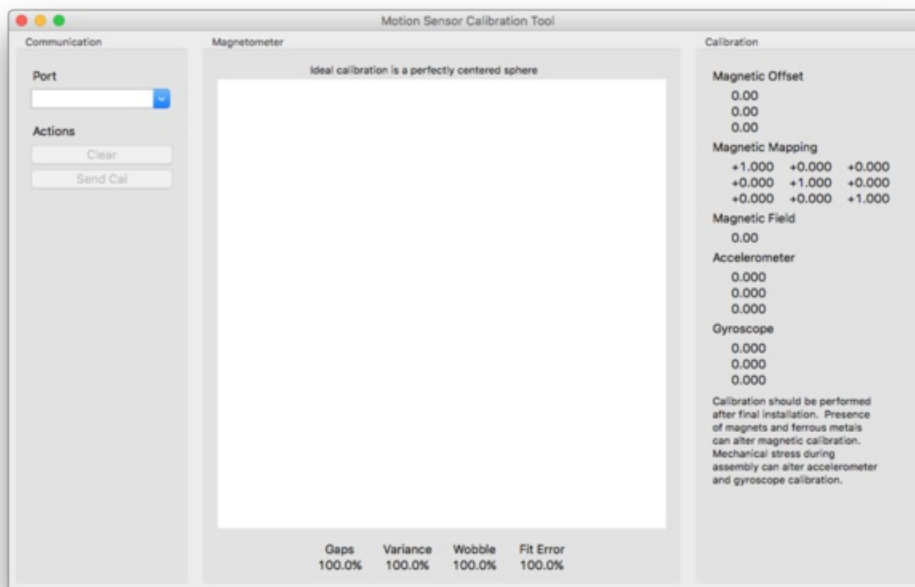 Motion Sensor Calibration Tool
Communication
Port
Actions
Clear
Send Cal
Magnetometer
Ideal calibration is a perfectly centered sphere
Gaps Variance Wobble Fit Error
100.0% 100.0% 100.0% 100.0%
Calibration
Magnetic Offset
0.00
0.00
0.00
Magnetic Mapping
+1.000 +0.000 +0.000
+0.000 +1.000 +0.000
+0.000 +0.000 +1.000
Magnetic Field
0.00
Accelerometer
0.000
0.000
0.000
Gyroscope
0.000
0.000
0.000
Calibration should be performed
after final installation. Presence
of magnets and ferrous metals
can alter magnetic calibration.
Mechanical stress during
assembly can alter accelerometer
and gyroscope calibration.